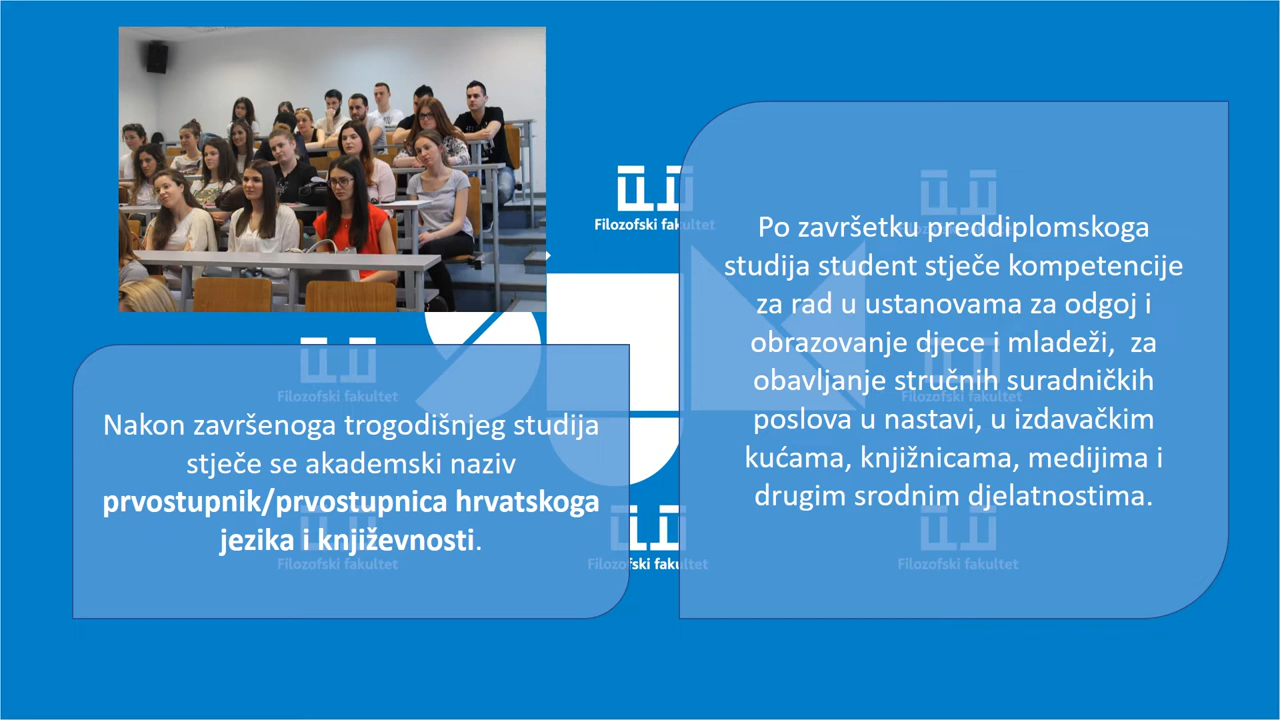 Filozofski fakultet
Po završetku preddiplomskoga
studija student stječe kompetencije
za rad u ustanovama za odgoj i
obrazovanje djece i mladeži,  za
obavljanje stručnih suradničkih
poslova u nastavi, u izdavačkim
kućama, knjižnicama, medijima i
drugim srodnim djelatnostima.
Filozofski fakultet
Nakon završenoga trogodišnjeg studija
stječe se akademski naziv
prvostupnik/prvostupnica hrvatskoga
jezika i književnosti.
Filozofski fakultet
Filozofski fakultet
Filozofski fakultet